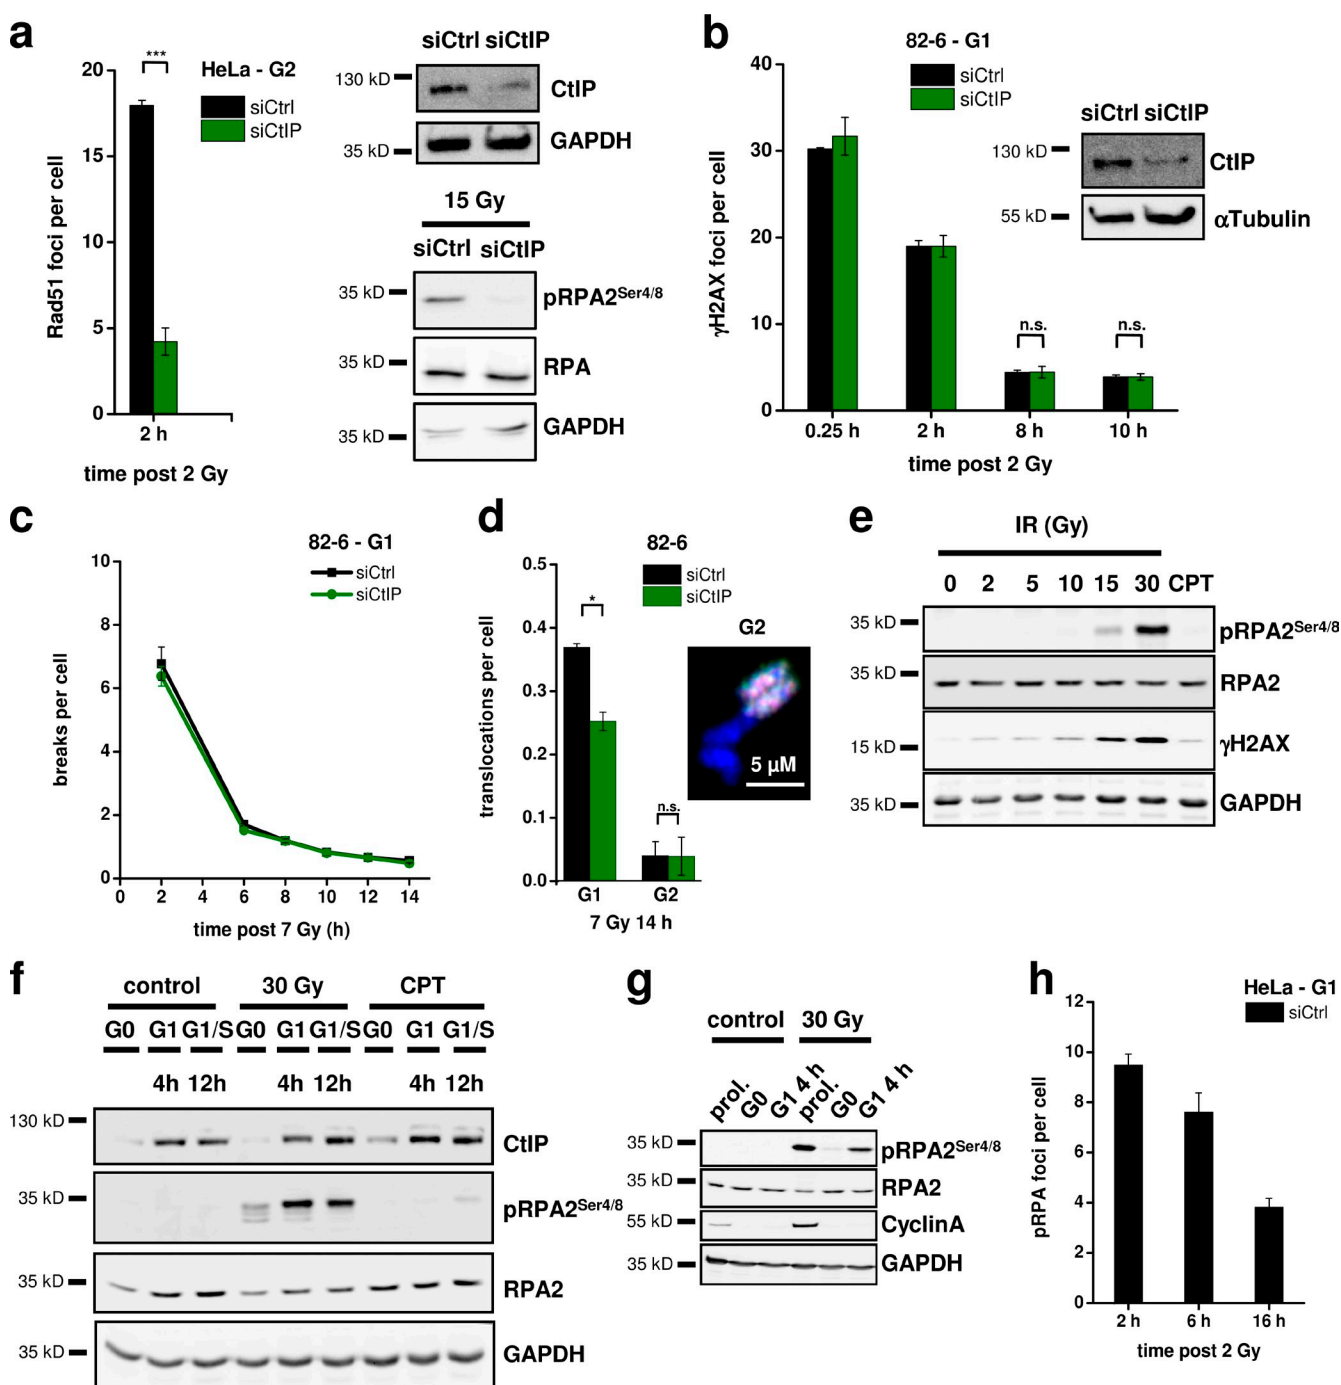 a
20
15
10
5
0
Rad51 foci per cell
***
HeLa - G2
siCtrl
siCtIP
2 h
time post 2 Gy
siCtrl siCtIP
130 kD
CtIP
35 kD
GAPDH
15 Gy
siCtrl siCtIP
35 kD
pRPA2Ser4/8
35 kD
RPA
35 kD
GAPDH
b
82-6 - G1
siCtrl
siCtIP
40
30
20
10
0
γH2AX foci per cell
n.s.
n.s.
0.25 h 2 h 8 h 10 h
time post 2 Gy
siCtrl siCtIP
130 kD
CtIP
55 kD
αTubulin
c
82-6 - G1
siCtrl
siCtIP
10
8
6
4
2
0
breaks per cell
0 2 4 6 8 10 12 14
time post 7 Gy (h)
d
82-6
siCtrl
siCtIP
0.5
0.4
0.3
0.2
0.1
0.0
translocations per cell
*
n.s.
G1 G2
7 Gy 14 h
G2
5 µM
e
IR (Gy)
0 2 5 10 15 30 CPT
35 kD
pRPA2Ser4/8
35 kD
RPA2
15 kD
γH2AX
35 kD
GAPDH
f
control 30 Gy CPT
G0 G1 G1/S G0 G1 G1/S G0 G1 G1/S
4h 12h 4h 12h 4h 12h
130 kD
CtIP
35 kD
pRPA2Ser4/8
35 kD
RPA2
35 kD
GAPDH
g
control 30 Gy
prol. G0 G1 4 h prol. G0 G1 4 h
35 kD
pRPA2Ser4/8
35 kD
RPA2
55 kD
CyclinA
35 kD
GAPDH
h
HeLa - G1
siCtrl
12
10
8
6
4
2
0
pRPA foci per cell
2 h 6 h 16 h
time post 2 Gy